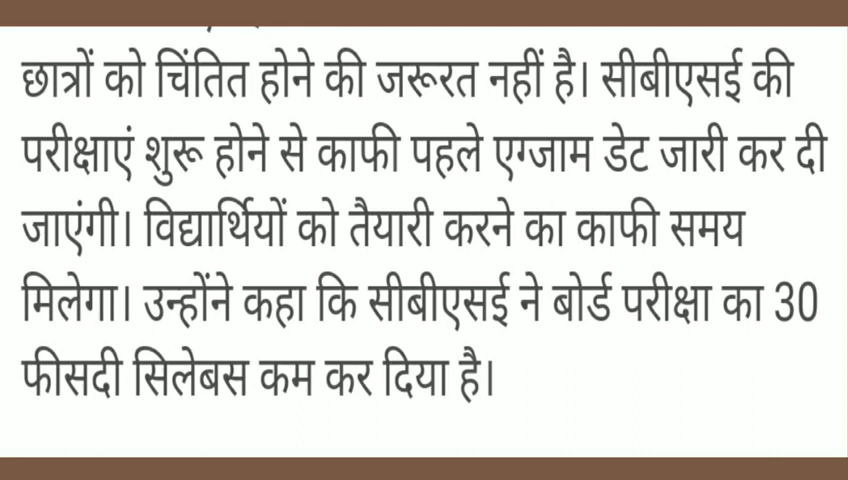 छात्रों को चिंतित होने की जरूरत नहीं है। सीबीएसई की
परीक्षाएं शुरू होने से काफी पहले एग्जाम डेट जारी कर दी
जाएंगी। विद्यार्थियों को तैयारी करने का काफी समय
मिलेगा। उन्होंने कहा कि सीबीएसई ने बोर्ड परीक्षा का 30
फीसदी सिलेबस कम कर दिया है।